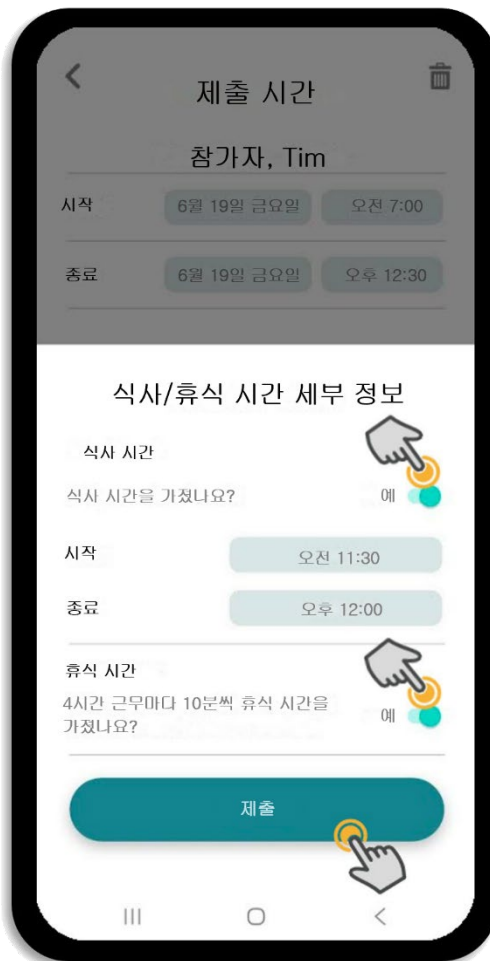 제출 시간
참가자, Tim
시작 6월 19일 금요일 오전 7:00
종료 6월 19일 금요일 오후 12:30
식사/휴식 시간 세부 정보
식사 시간
식사 시간을 가졌나요? 예
시작 오전 11:30
종료 오후 12:00
휴식 시간
4시간 근무마다 10분씩 휴식 시간을 예
가졌나요?
제출